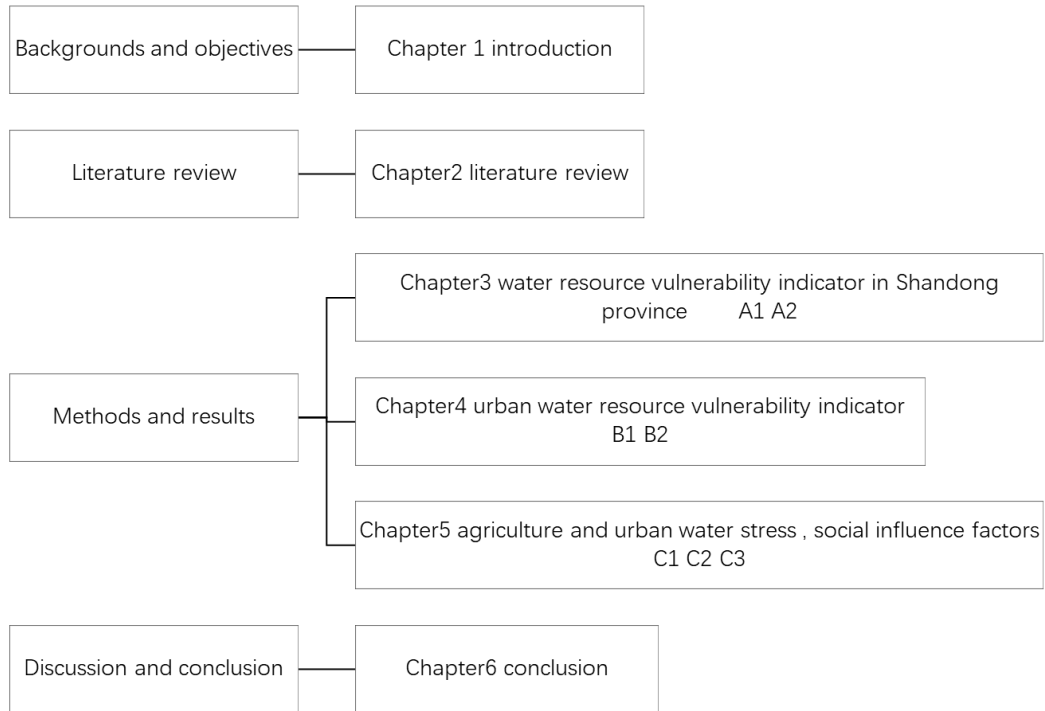 Backgrounds and objectives
Chapter 1 introduction
Literature review
Chapter2 literature review
Methods and results
Chapter3 water resource vulnerability indicator in Shandong
province A1 A2
Chapter4 urban water resource vulnerability indicator
B1 B2
Chapter5 agriculture and urban water stress , social influence factors
C1 C2 C3
Discussion and conclusion
Chapter6 conclusion